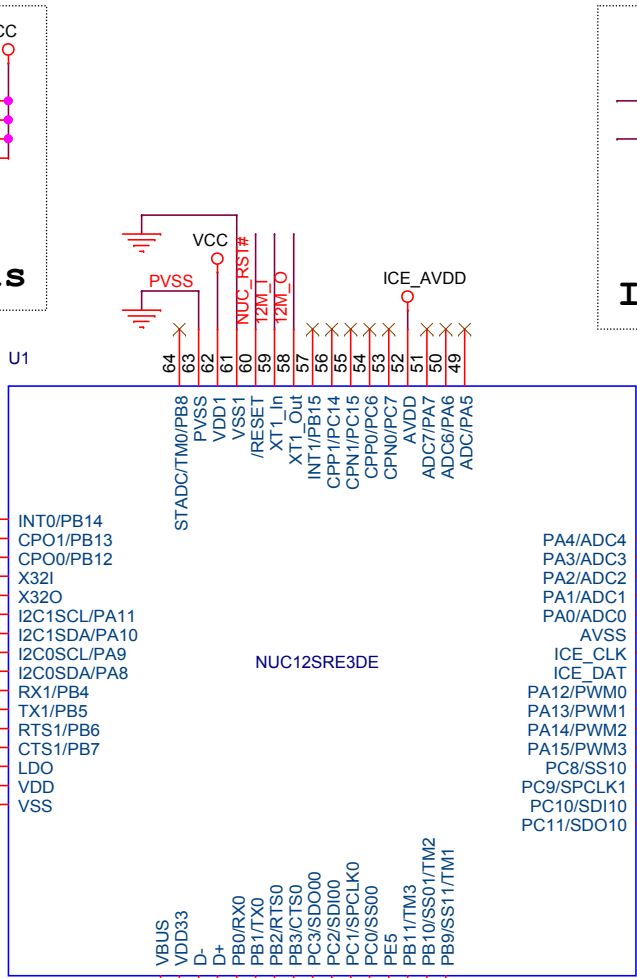 CC
s
I
VCC
PVSS
NUC_RST#
12M_I
12M_O
ICE_AVDD
U1
64
63
62
61
60
59
58
57
56
55
54
53
52
51
50
49
STADC/TM0/PB8
PVSS
VDD1
VSS1
/RESET
XT1_In
XT1_Out
INT1/PB15
CPP1/PC14
CPN1/PC15
CPP0/PC6
CPN0/PC7
AVDD
ADC7/PA7
ADC6/PA6
ADC/PA5
INT0/PB14
CPO1/PB13
CPO0/PB12
X32I
X32O
I2C1SCL/PA11
I2C1SDA/PA10
I2C0SCL/PA9
I2C0SDA/PA8
RX1/PB4
TX1/PB5
RTS1/PB6
CTS1/PB7
LDO
VDD
VSS
NUC12SRE3DE
PA4/ADC4
PA3/ADC3
PA2/ADC2
PA1/ADC1
PA0/ADC0
AVSS
ICE_CLK
ICE_DAT
PA12/PWM0
PA13/PWM1
PA14/PWM2
PA15/PWM3
PC8/SS10
PC9/SPCLK1
PC10/SDI10
PC11/SDO10
VBUS
VDD33
D-
D+
PB0/RX0
PB1/TX0
PB2/RTS0
PB3/CTS0
PC3/SDO00
PC2/SDI00
PC1/SPCLK0
PC0/SS00
PE5
PB11/TM3
PB10/SS01/TM2
PB9/SS11/TM1